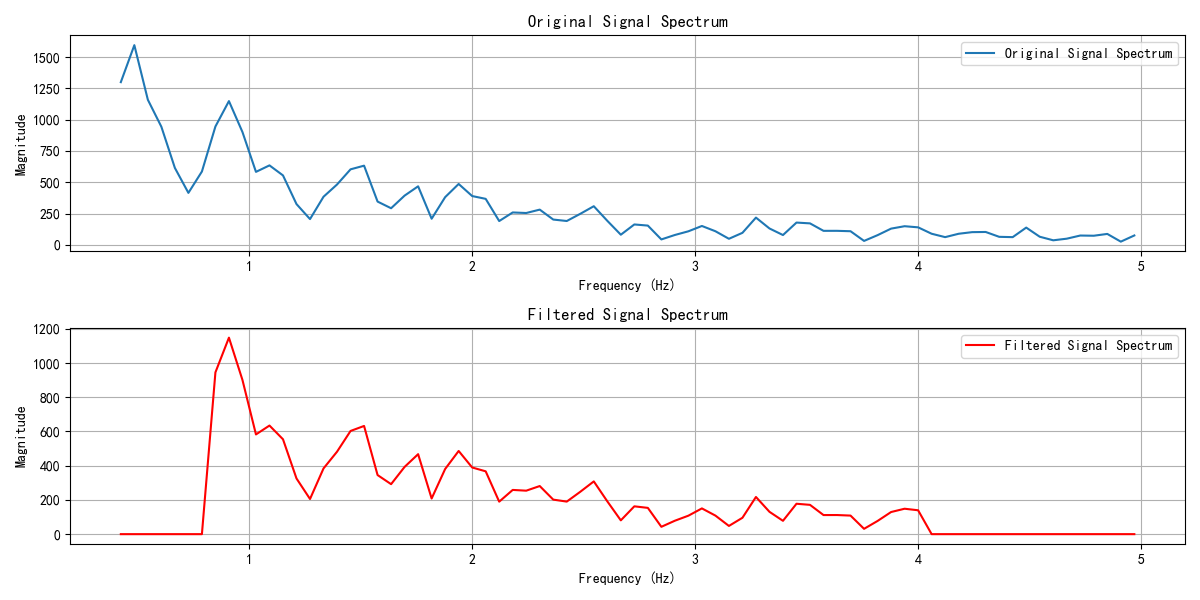 Original Signal Spectrum
Original Signal Spectrum
Magnitude
1500
1250
1000
750
500
250
0
1 2 3 4 5
Frequency (Hz)
Filtered Signal Spectrum
Filtered Signal Spectrum
Magnitude
1200
1000
800
600
400
200
0
1 2 3 4 5
Frequency (Hz)